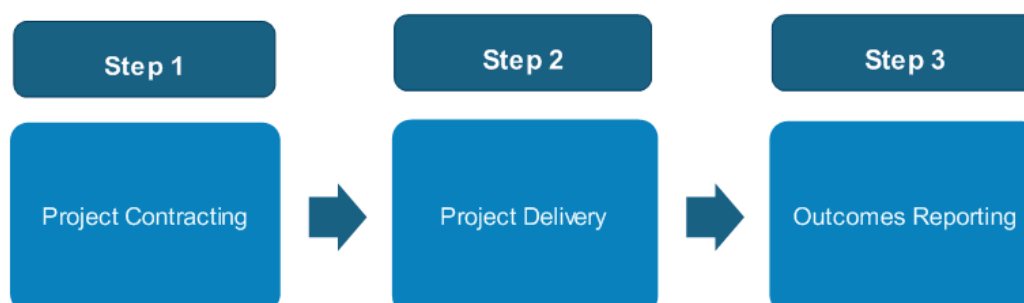 Step 1
Step 2
Step 3
Project Contracting
Project Delivery
Outcomes Reporting